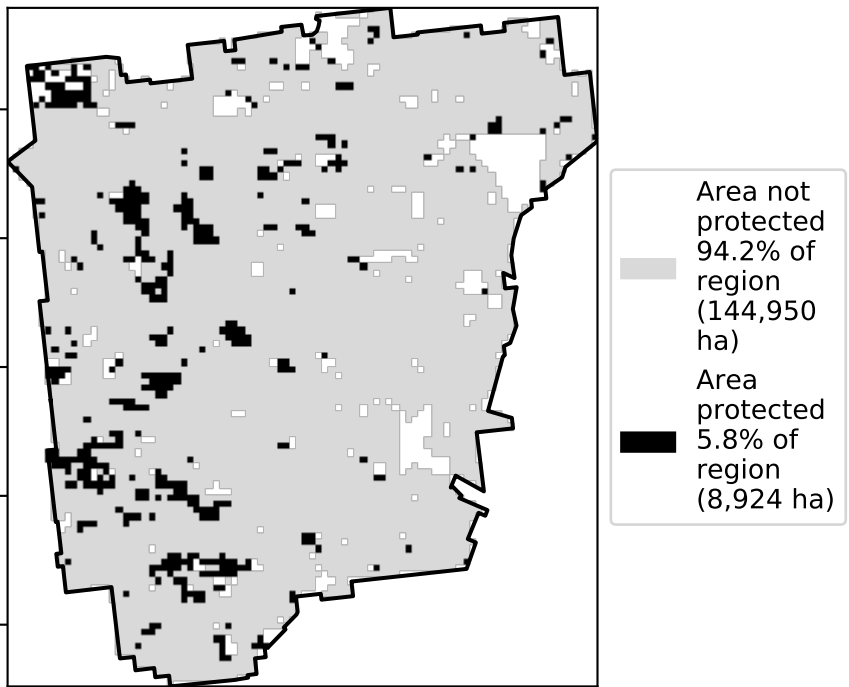 Area not
protected
94.2% of
region
(144,950
ha)
Area
protected
5.8% of
region
(8,924 ha)